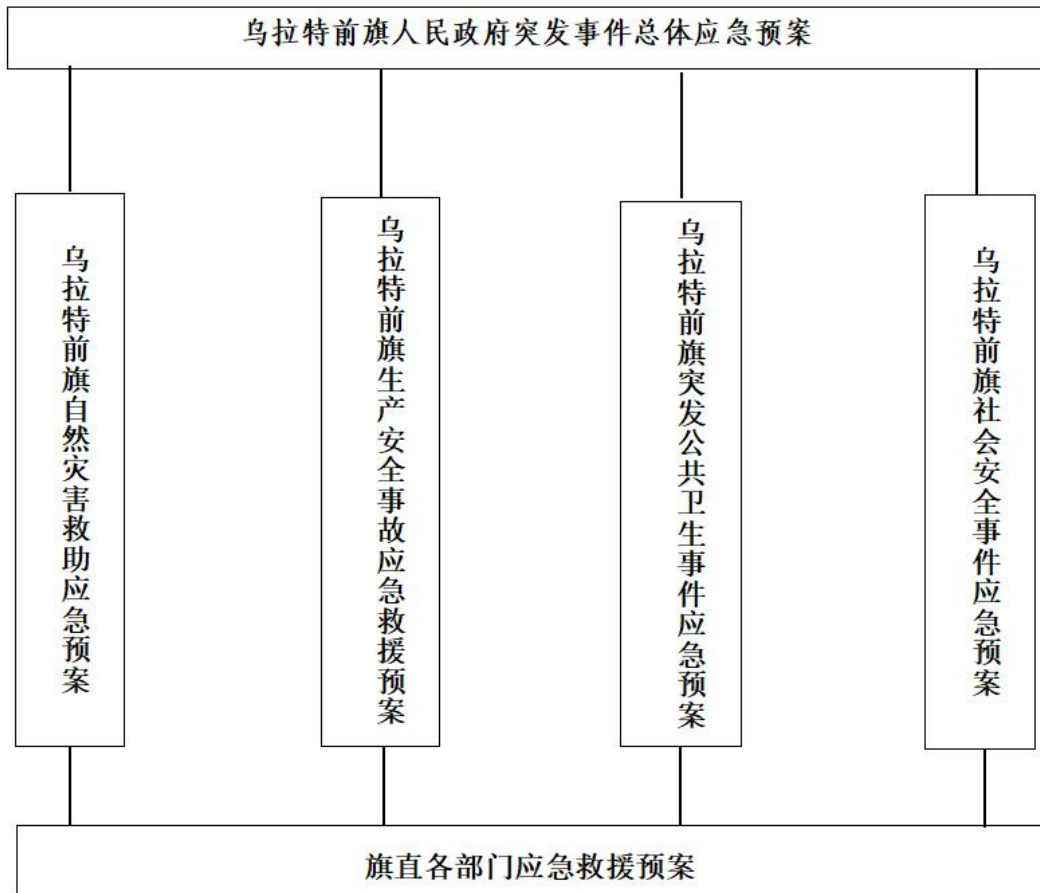 乌拉特前旗人民政府突发事件总体应急预案
乌拉特前旗自然灾害救助应急预案
乌拉特前旗生产安全事故应急救援预案
乌拉特前旗突发公共卫生事件应急预案
乌拉特前旗社会安全事件应急预案
旗直各部门应急救援预案